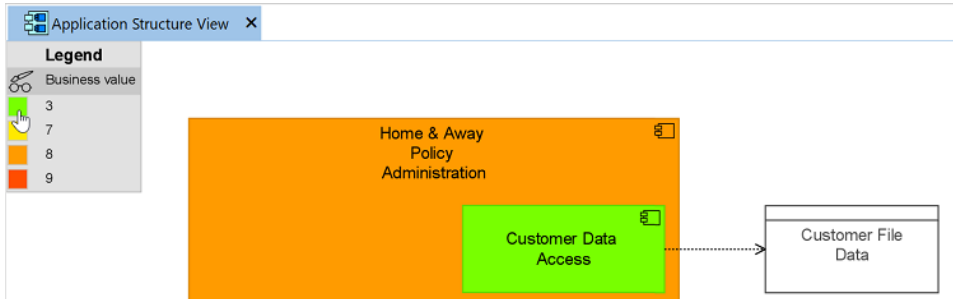 Application Structure View
Legend
Business value
3
7
8
9
Home & Away
Policy
Administration
Customer Data
Access
Customer File
Data